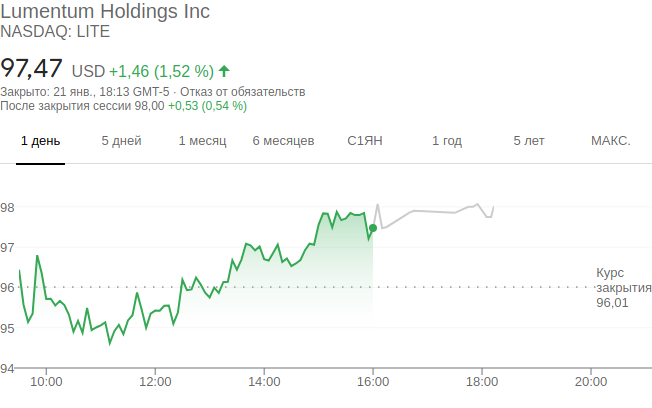 Lumentum Holdings Inc
NASDAQ: LITE
97,47 USD +1,46 (1,52 %)
Закрыто: 21 янв., 18:13 GMT-5 · Отказ от обязательств
После закрытия сессии 98,00 +0,53 (0,54 %)
1 день 5 дней 1 месяц 6 месяцев С1ЯН 1 год 5 лет МАКС.
98
97
96
95
94
Курс
закрытия
96,01
10:00 12:00 14:00 16:00 18:00 20:00